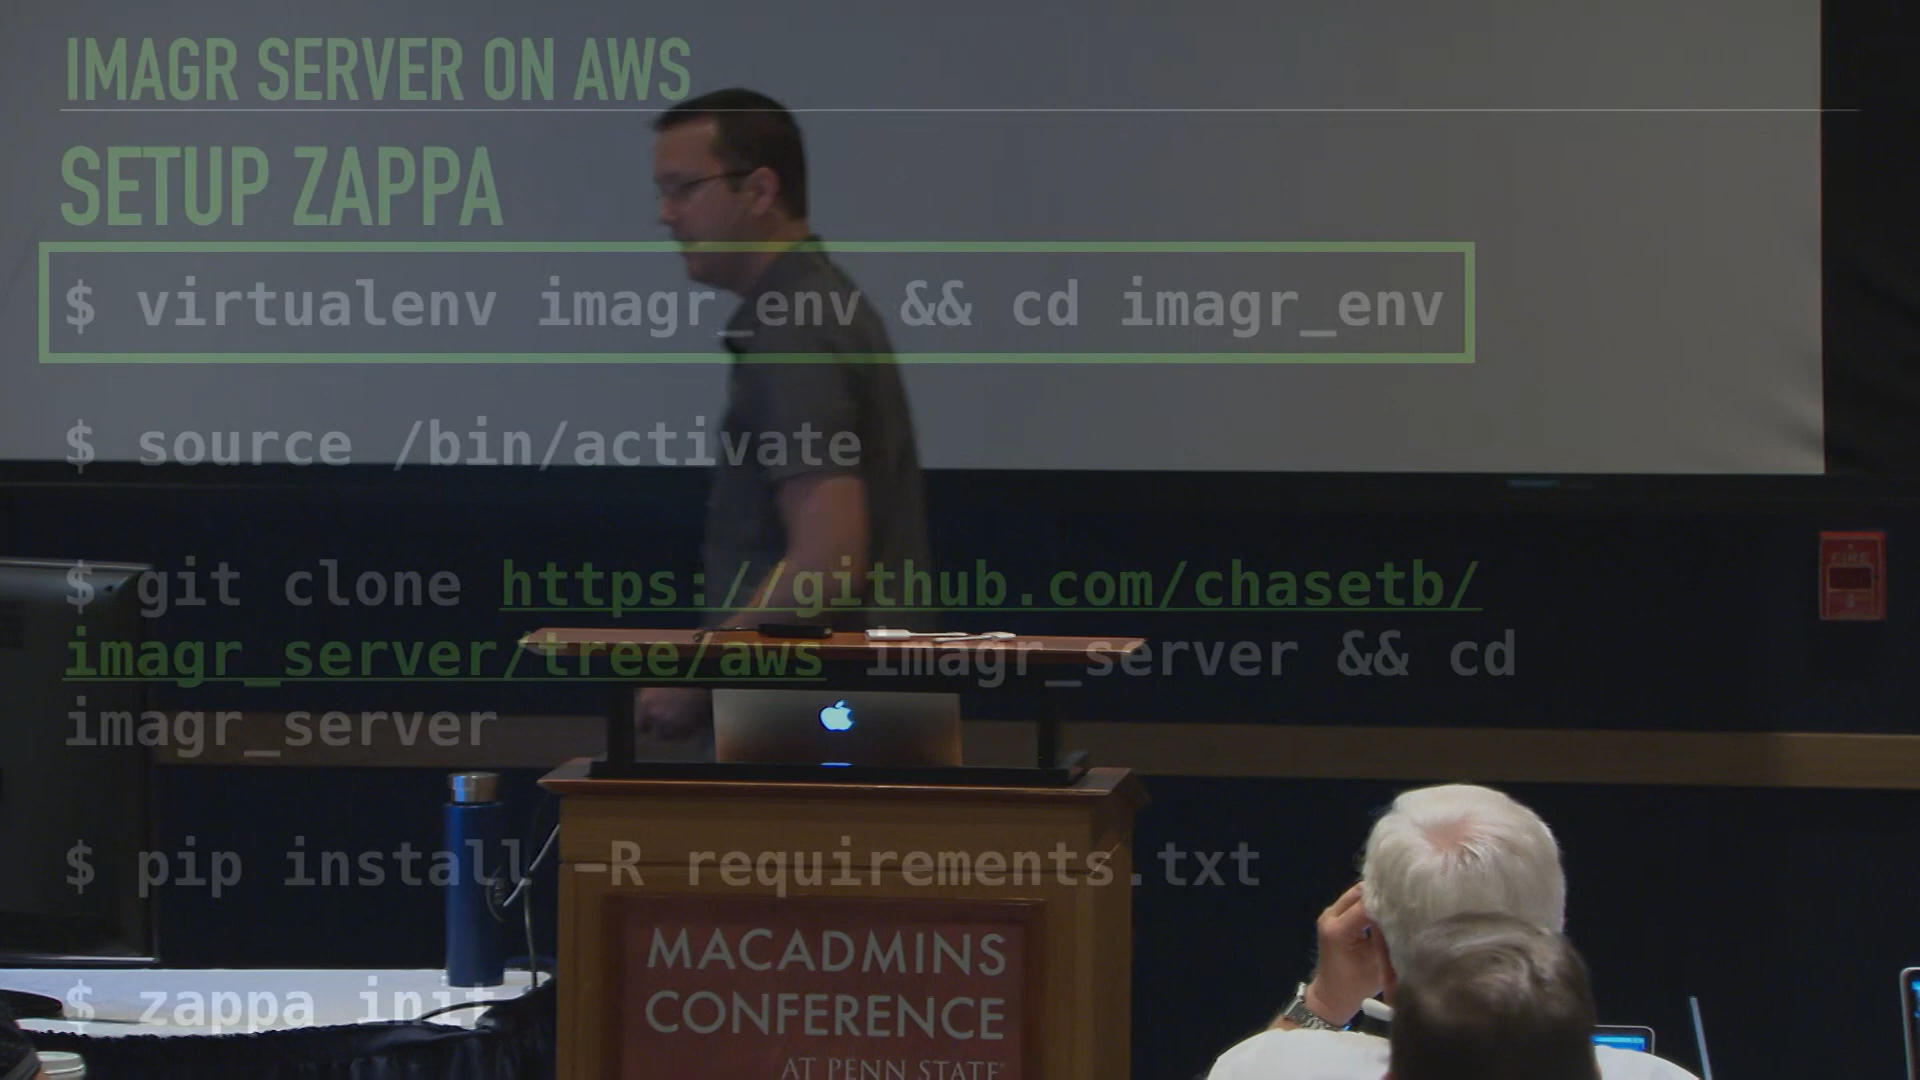 IMAGR SERVER ON AWS
SETUP ZAPPA
$ virtualenv imagr_env && cd imagr_env
$ source /bin/activate
$ git clone https://github.com/chasetb/
imagr_server/tree/aws imagr_server && cd
imagr_server
$ pip install –R requirements.txt
$ zappa init
MACADMINS
CONFERENCE
AT PENN STATE
FIRE